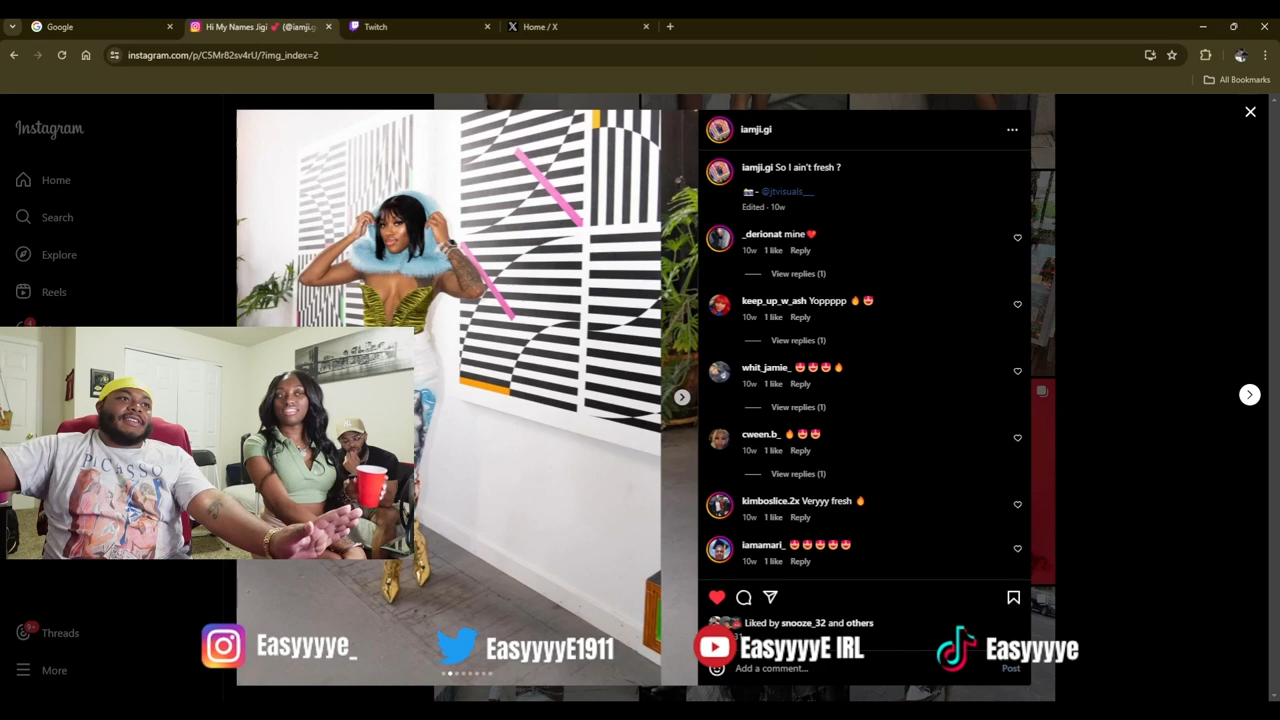 Google
Hi My Names Jigi 💕 (@iamji.g
Twitch
Home / X
instagram.com/p/C5Mr82sv4rU/?img_index=2
All Bookmarks
Instagram
Home
Search
Explore
Reels
4
9+
Threads
More
iamji.gi
iamji.gi So I ain't fresh ?
📷 - @jtvisuals___
Edited · 10w
_derionat mine❤️
10w 1 like Reply
View replies (1)
keep_up_w_ash Yoppppp 🔥 😍
10w 1 like Reply
View replies (1)
whit_jamie_ 😍 😍 😍 🔥
10w 1 like Reply
View replies (1)
cween.b_ 🔥 😍 😍
10w 1 like Reply
View replies (1)
kimboslice.2x Veryyy fresh 🔥
10w 1 like Reply
iamamari_ 😍 😍 😍 😍 😍
10w 1 like Reply
Liked by snooze_32 and others
Add a comment...
Post
PICASSO
Easyyyye_
EasyyyyE1911
EasyyyyE IRL
Easyyyye